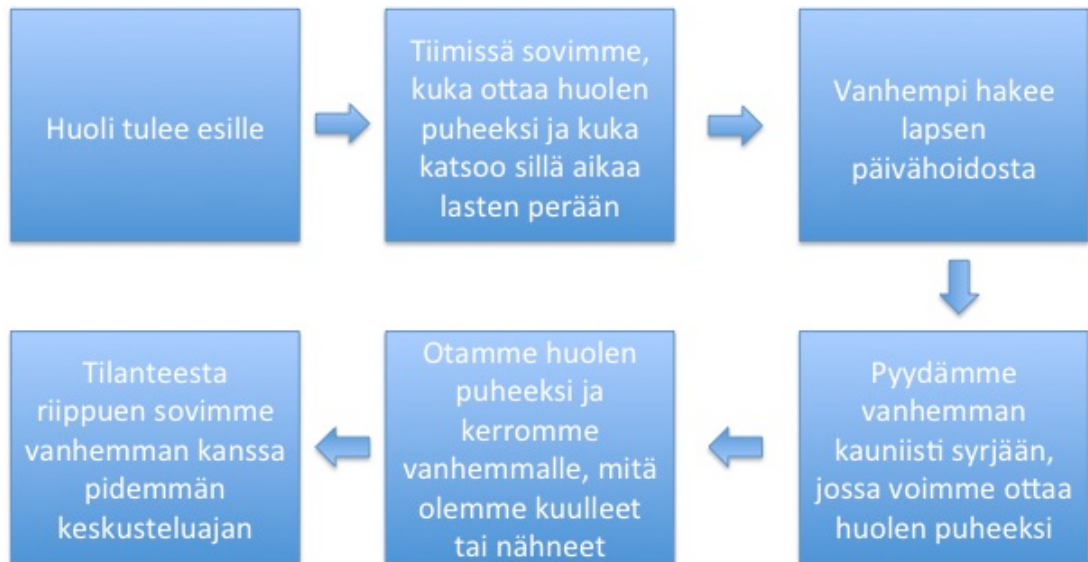 Huoli tulee esille
Tiimissä sovimme,
kuka ottaa huolen
puheeksi ja kuka
katsoo sillä aikaa
lasten perään
Vanhempi hakee
lapsen
päivähoidosta
Pyydämme
vanhemman
kauniisti syrjään,
jossa voimme ottaa
huolen puheeksi
Otamme huolen
puheeksi ja
kerromme
vanhemmalle, mitä
olemme kuulleet
tai nähneet
Tilanteesta
riippuen sovimme
vanhemman kanssa
pidemmän
keskusteluajan